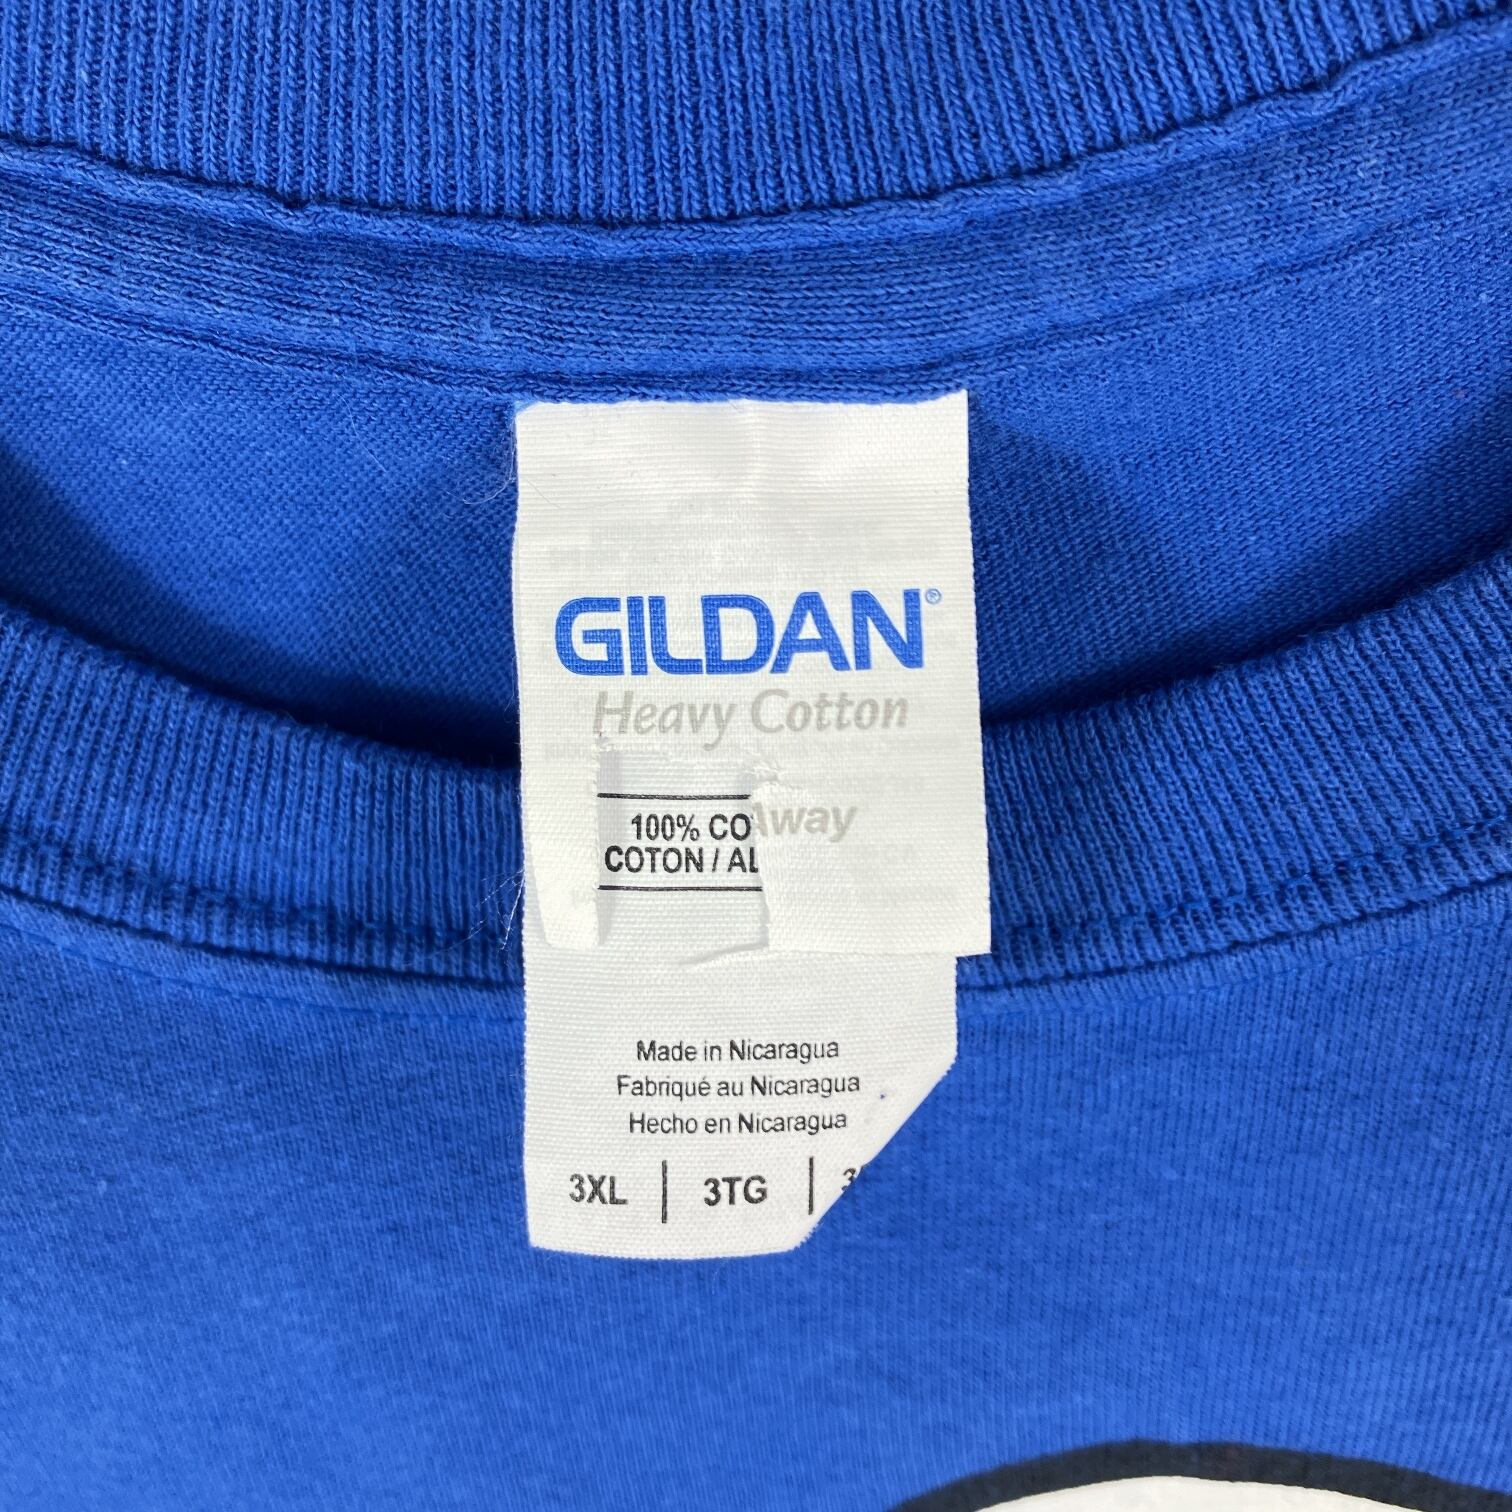 GILDAN®
Heavy Cotton
Away
100% CO
COTON / AL
Made in Nicaragua
Fabriqué au Nicaragua
Hecho en Nicaragua
3XL | 3TG | 3